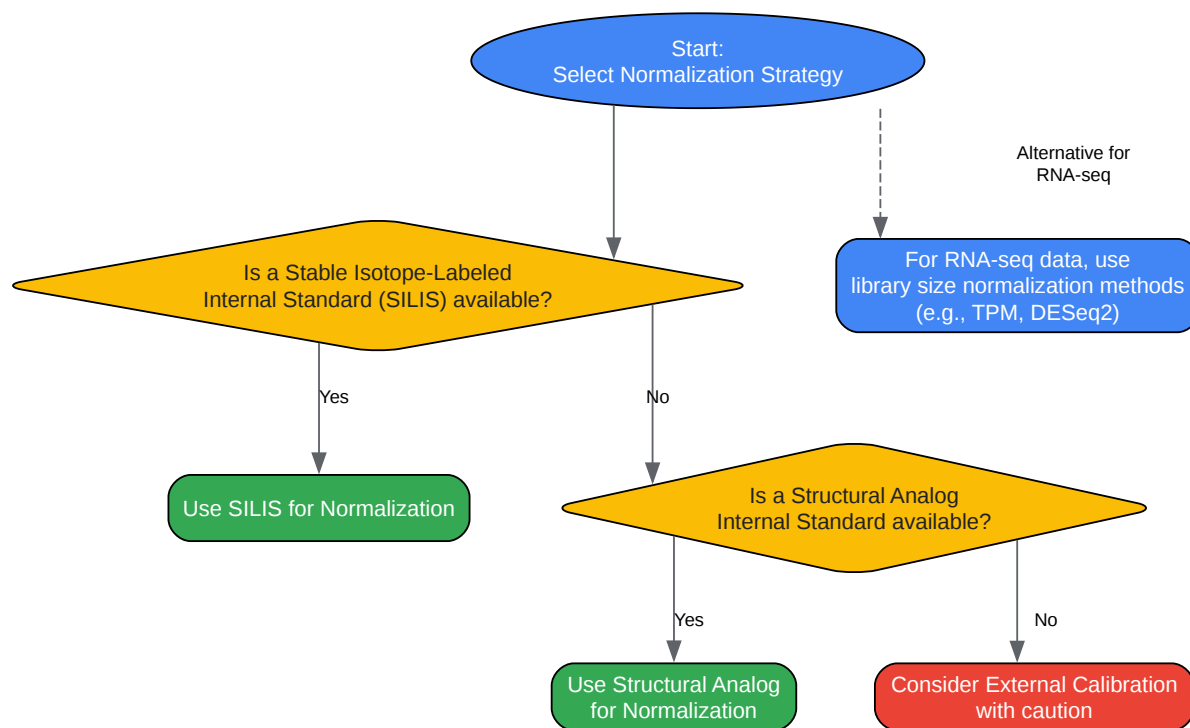 Start:
Select Normalization Strategy
Alternative for
RNA-seq
Is a Stable Isotope-Labeled
Internal Standard (SILIS) available?
For RNA-seq data, use
library size normalization methods
(e.g., TPM, DESeq2)
Yes
No
Use SILIS for Normalization
Is a Structural Analog
Internal Standard available?
Yes
No
Use Structural Analog
for Normalization
Consider External Calibration
with caution